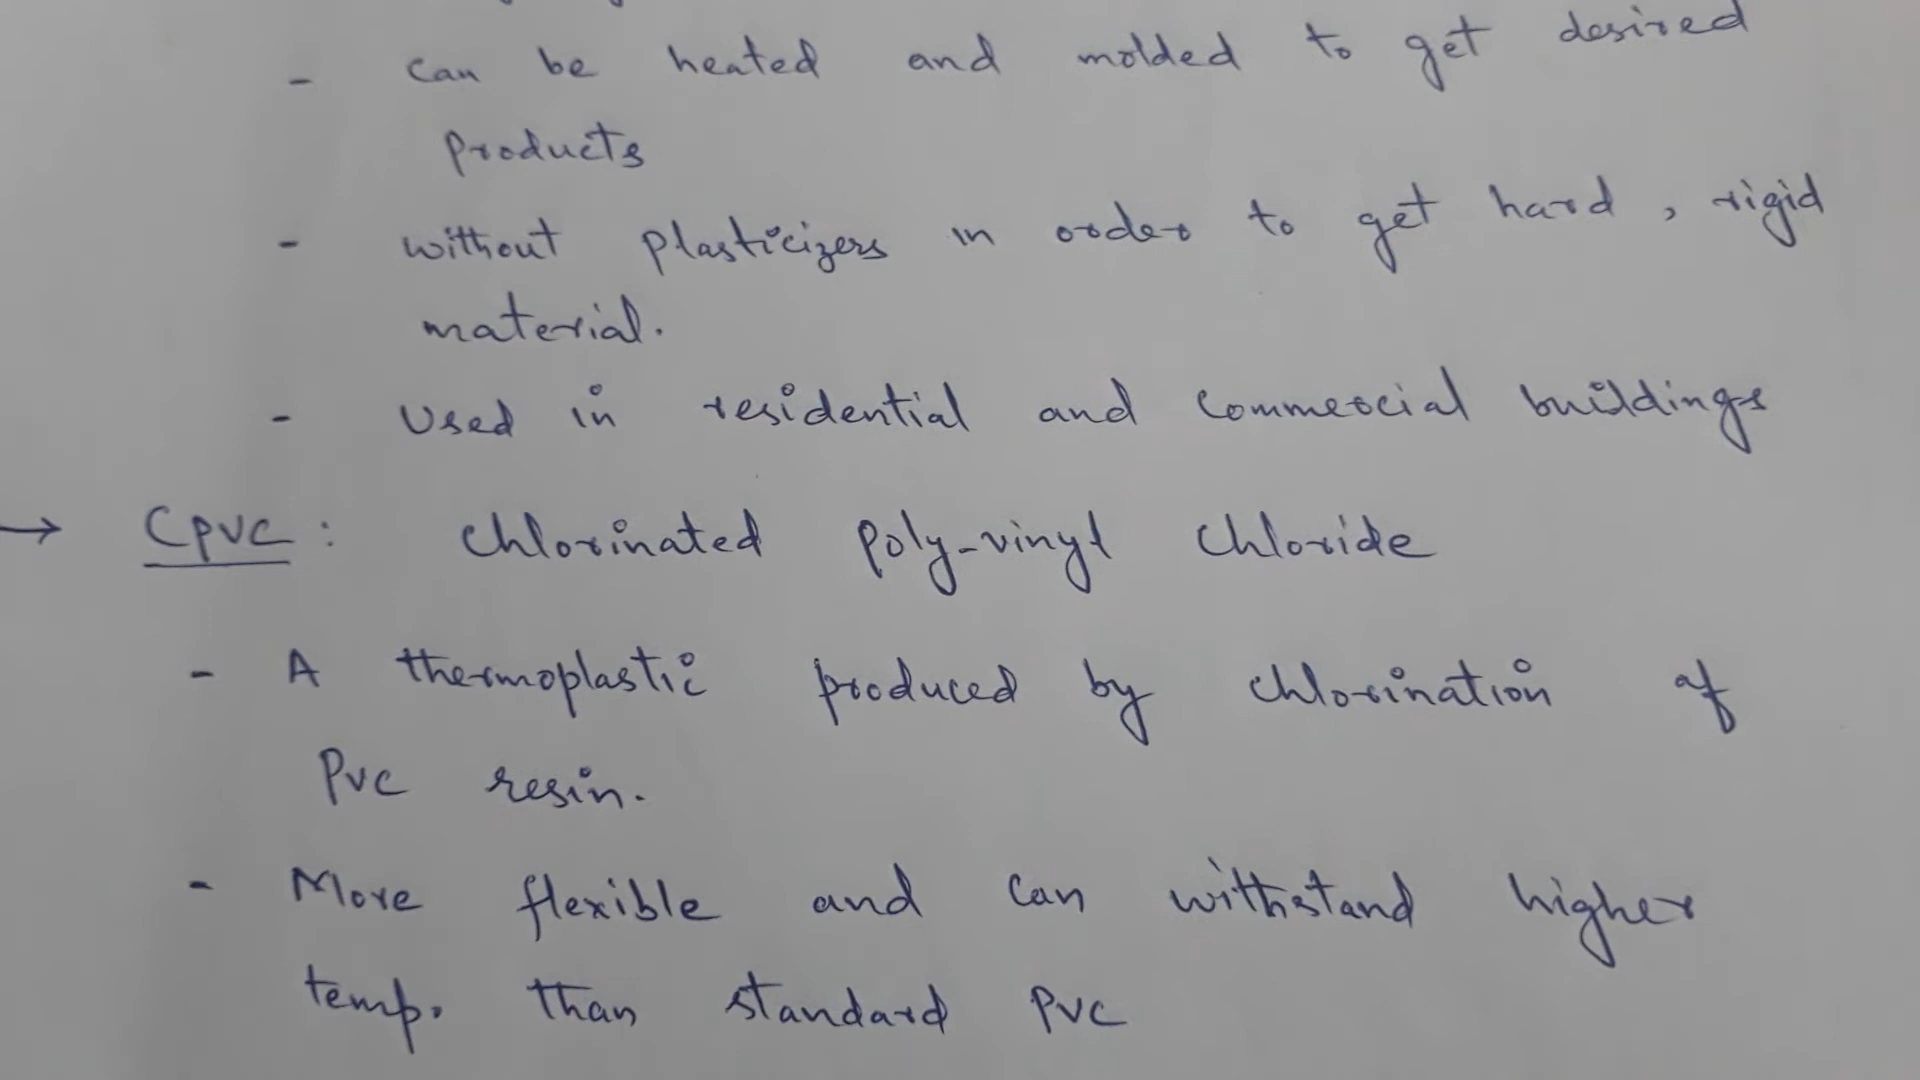 - can be heated and molded to get desired
products
- without plasticizers in order to get hard, rigid
material.
- Used in residential and commercial buildings
→ CPVC : Chlorinated poly-vinyl chloride
- A thermoplastic produced by chlorination of
PVC resin.
- More flexible and can withstand higher
temp. than standard PVC